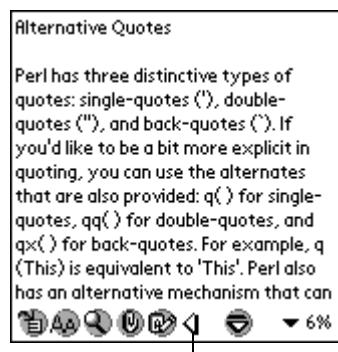 Alternative Quotes
Perl has three distinctive types of
quotes: single-quotes ('), double-
quotes ("), and back-quotes (`). If
you'd like to be a bit more explicit in
quoting, you can use the alternates
that are also provided: q( ) for single-
quotes, qq( ) for double-quotes, and
qx( ) for back-quotes. For example, q
(This) is equivalent to 'This'. Perl also
has an alternative mechanism that can
6%